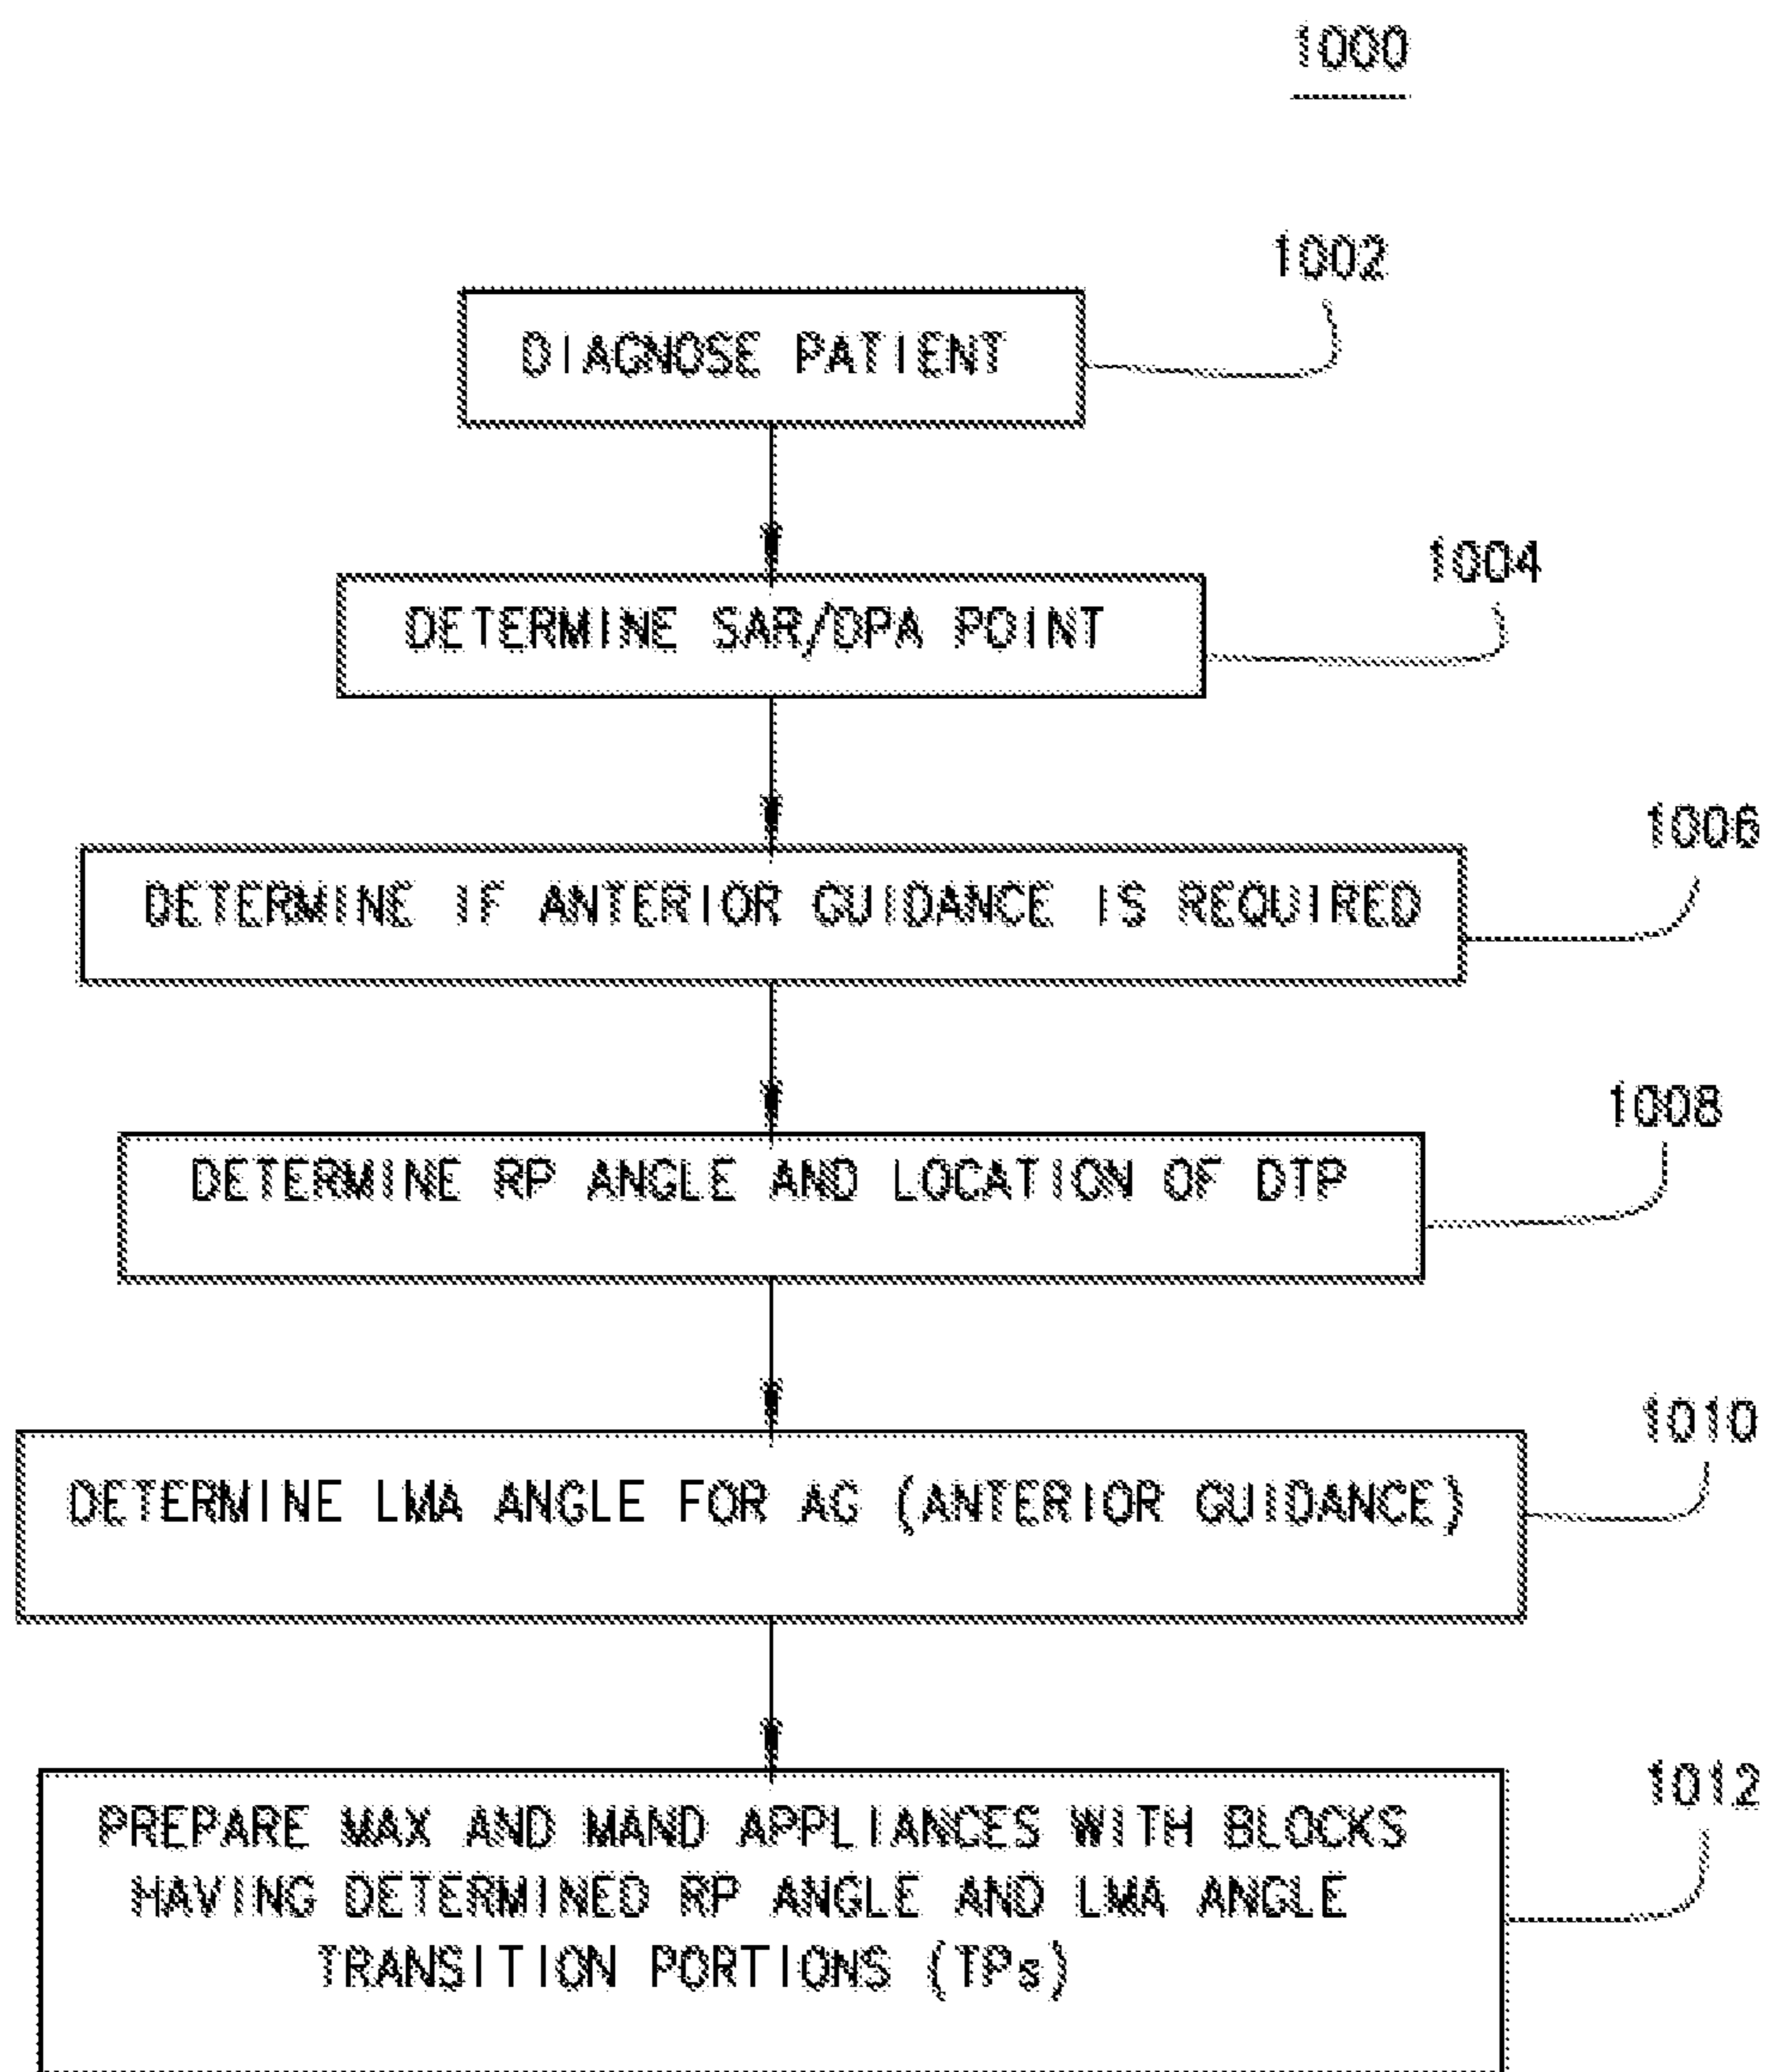 1000
1002
DIAGNOSE PATIENT
1004
DETERMINE SAR/DPA POINT
1006
DETERMINE IF ANTERIOR GUIDANCE IS REQUIRED
1008
DETERMINE RP ANGLE AND LOCATION OF DTP
1010
DETERMINE LMA ANGLE FOR AG (ANTERIOR GUIDANCE)
1012
PREPARE MAX AND MAND APPLIANCES WITH BLOCKS
HAVING DETERMINED RP ANGLE AND LMA ANGLE
TRANSITION PORTIONS (TPs)